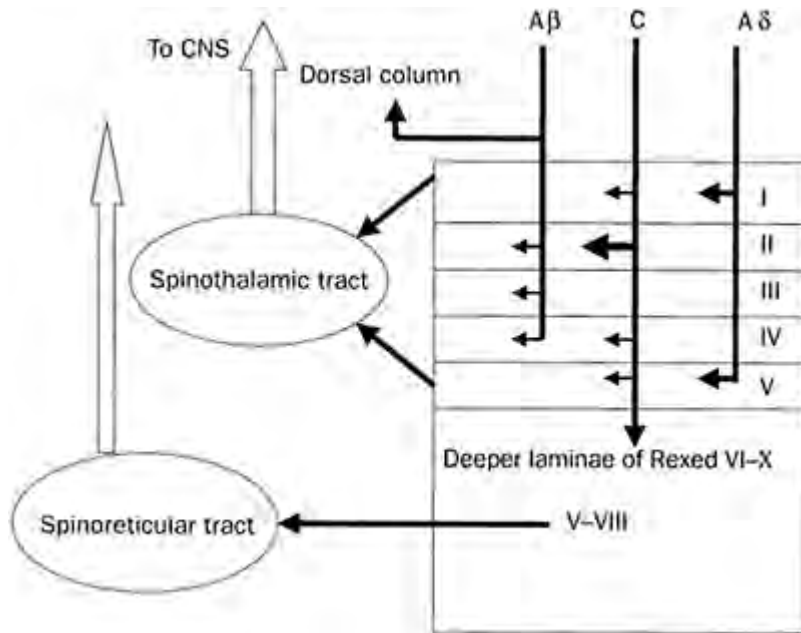 Aβ C Aδ
To CNS
Dorsal column
I
II
Spinothalamic tract
III
IV
V
Deeper laminae of Rexed VI–X
Spinoreticular tract
V–VIII